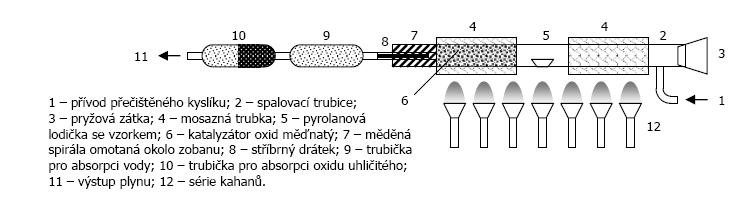 4 4
10 9 8 7 5 2
11 3
6
1
12
1 – přívod přečištěného kyslíku; 2 – spalovací trubice;
3 – pryžová zátka; 4 – mosazná trubka; 5 – pyrolanová
lodička se vzorkem; 6 – katalyzátor oxid měďnatý; 7 – měděná
spirála omotaná okolo zobanu; 8 – stříbrný drátek; 9 – trubička
pro absorpci vody; 10 – trubička pro absorpci oxidu uhličitého;
11 – výstup plynu; 12 – série kahanů.